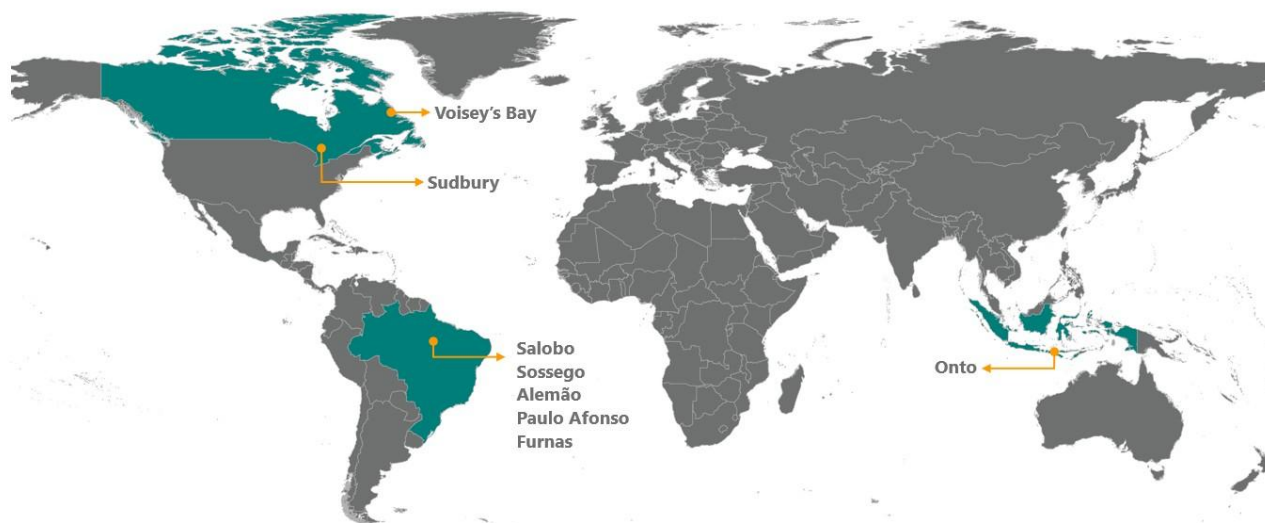 Voisey’s Bay
Sudbury
Salobo
Sossego
Alemão
Paulo Afonso
Furnas
Onto